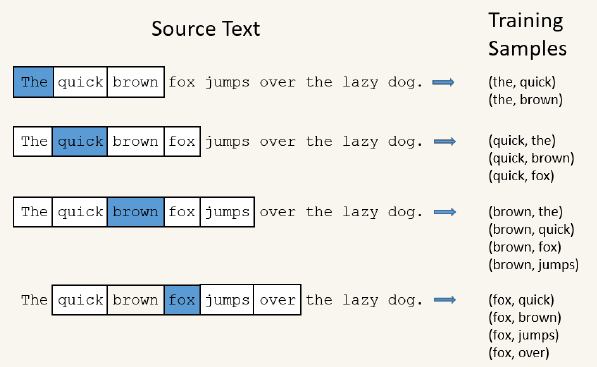 Source Text
Training
Samples
The quick brown fox jumps over the lazy dog.
(the, quick)
(the, brown)
The quick brown fox jumps over the lazy dog.
(quick, the)
(quick, brown)
(quick, fox)
The quick brown fox jumps over the lazy dog.
(brown, the)
(brown, quick)
(brown, fox)
(brown, jumps)
The quick brown fox jumps over the lazy dog.
(fox, quick)
(fox, brown)
(fox, jumps)
(fox, over)